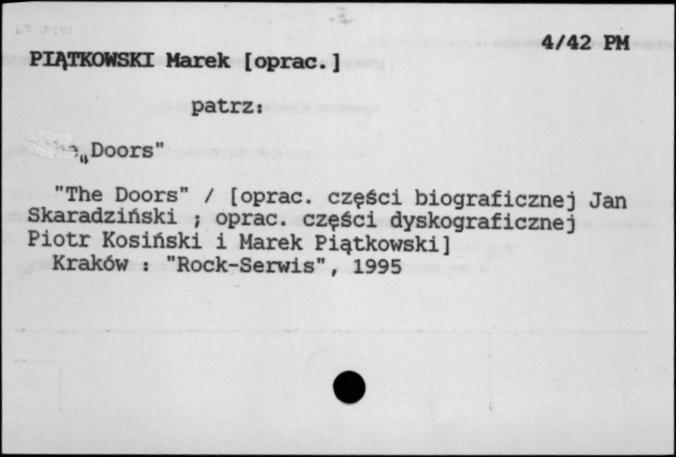 4/42 PM
PIĄTKOWSKI Marek [oprac.]
patrz:
„Doors"
"The Doors" / [oprac. części biograficznej Jan
Skaradziński ; oprac. części dyskograficznej
Piotr Kosiński i Marek Piątkowski]
Kraków : "Rock-Serwis", 1995